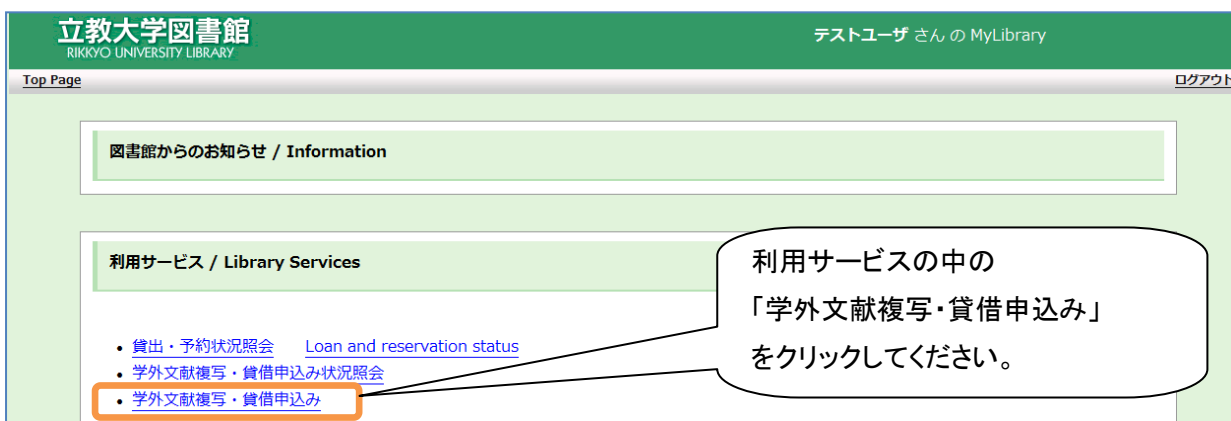 立教大学図書館
RIKKYO UNIVERSITY LIBRARY
テストユーザ さん の MyLibrary
Top Page
ログアウト
図書館からのお知らせ / Information
利用サービス / Library Services
利用サービスの中の
「学外文献複写・貸借申込み」
をクリックしてください。
・ 貸出・予約状況照会 Loan and reservation status
・ 学外文献複写・貸借申込み状況照会
・ 学外文献複写・貸借申込み